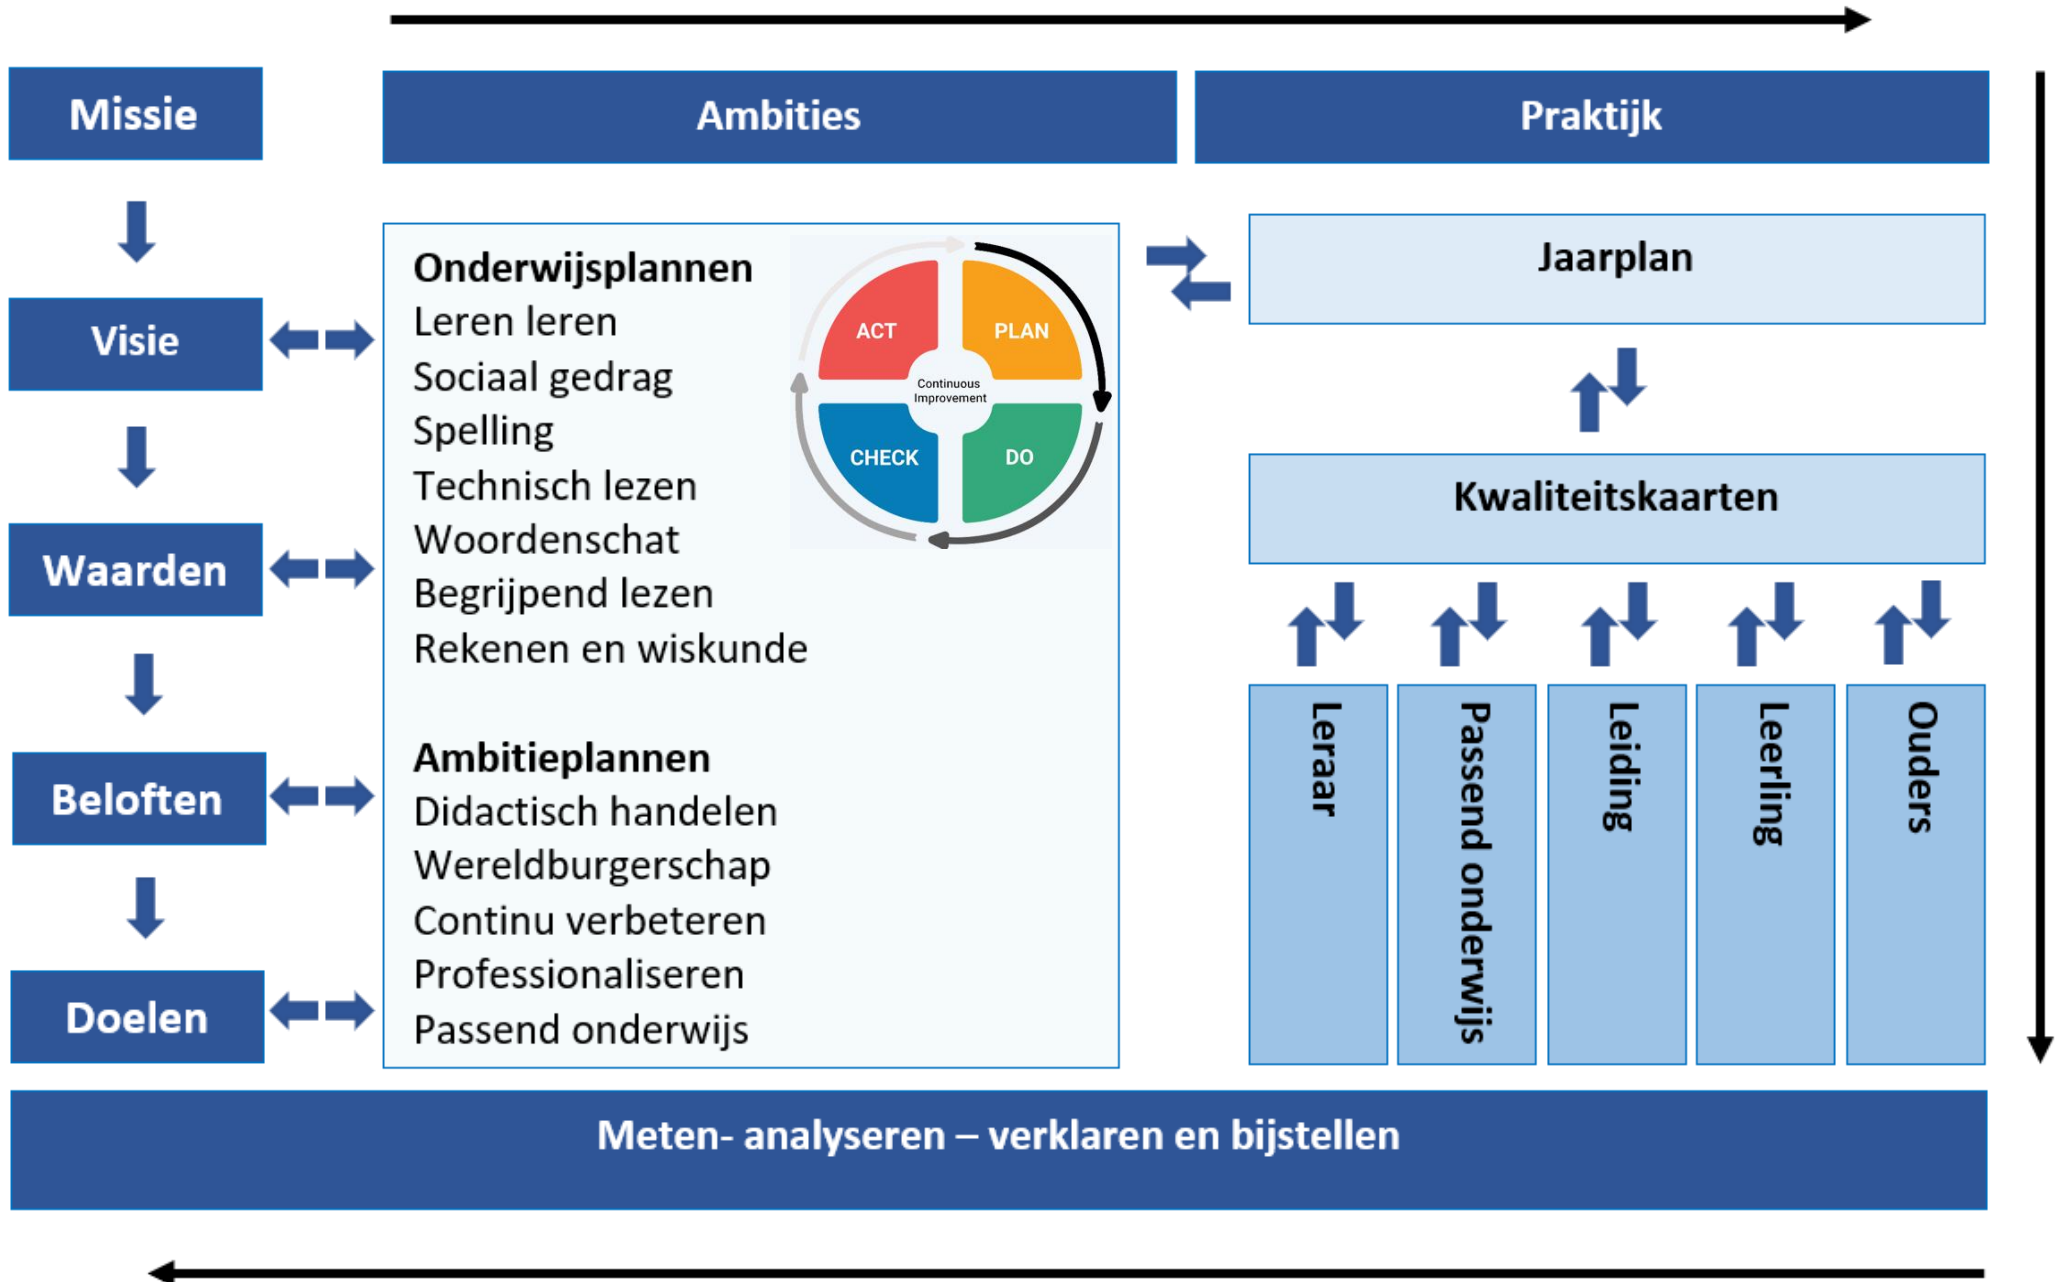 Missie
Ambities
Praktijk
Visie
Waarden
Beloften
Doelen
Onderwijsplannen
Leren leren
Sociaal gedrag
Spelling
Technisch lezen
Woordenschat
Begrijpend lezen
Rekenen en wiskunde
Ambitieplannen
Didactisch handelen
Wereldburgerschap
Continu verbeteren
Professionaliseren
Passend onderwijs
ACT
PLAN
Continuous
Improvement
CHECK
DO
Jaarplan
Kwaliteitskaarten
Leraar
Passend onderwijs
Leiding
Leerling
Ouders
Meten- analyseren – verklaren en bijstellen